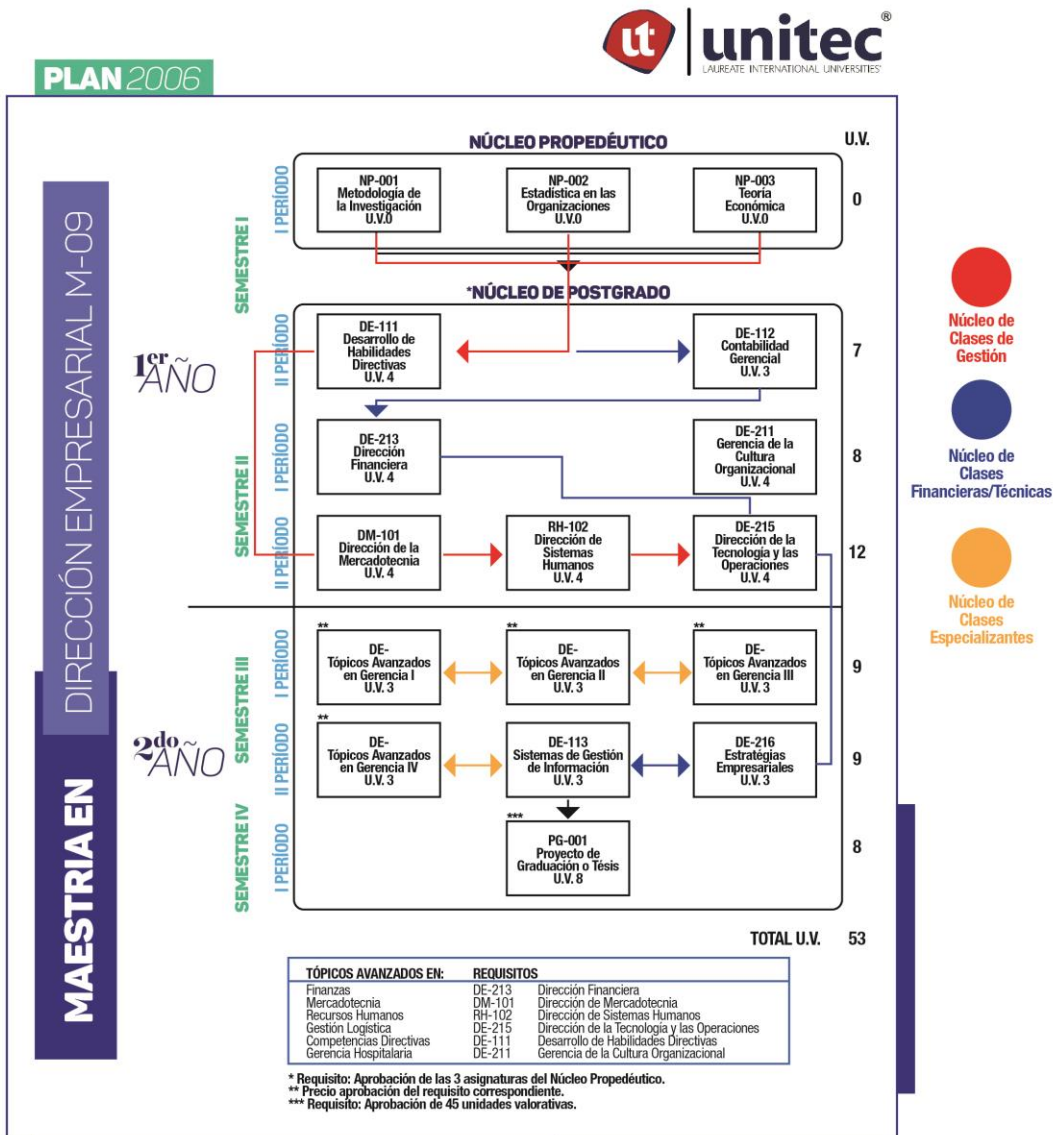 ut unitec®
LAUREATE INTERNATIONAL UNIVERSITIES
PLAN 2006
MAESTRIA EN DIRECCIÓN EMPRESARIAL M-09
NÚCLEO PROPEDÉUTICO
U.V.
SEMESTRE I
I PERÍODO
NP-001
Metodología de
la Investigación
U.V.0
NP-002
Estadística en las
Organizaciones
U.V.0
NP-003
Teoría
Económica
U.V.0
0
*NÚCLEO DE POSTGRADO
1er AÑO
II PERÍODO
DE-111
Desarrollo de
Habilidades
Directivas
U.V. 4
DE-112
Contabilidad
Gerencial
U.V. 3
7
SEMESTRE II
I PERÍODO
DE-213
Dirección
Financiera
U.V. 4
DE-211
Gerencia de la
Cultura
Organizacional
U.V. 4
8
II PERÍODO
DM-101
Dirección de la
Mercadotecnia
U.V. 4
RH-102
Dirección de
Sistemas
Humanos
U.V. 4
DE-215
Dirección de la
Tecnología y las
Operaciones
U.V. 4
12
2do AÑO
SEMESTRE III
I PERÍODO
**
DE-
Tópicos Avanzados
en Gerencia I
U.V. 3
**
DE-
Tópicos Avanzados
en Gerencia II
U.V. 3
**
DE-
Tópicos Avanzados
en Gerencia III
U.V. 3
9
II PERÍODO
**
DE-
Tópicos Avanzados
en Gerencia IV
U.V. 3
DE-113
Sistemas de Gestión
de Información
U.V. 3
DE-216
Estratégias
Empresariales
U.V. 3
9
SEMESTRE IV
I PERÍODO
***
PG-001
Proyecto de
Graduación o Tésis
U.V. 8
8
TOTAL U.V. 53
Núcleo de
Clases de
Gestión
Núcleo de
Clases
Financieras/Técnicas
Núcleo de
Clases
Especializantes
TÓPICOS AVANZADOS EN: REQUISITOS
Finanzas DE-213 Dirección Financiera
Mercadotecnia DM-101 Dirección de Mercadotecnia
Recursos Humanos RH-102 Dirección de Sistemas Humanos
Gestión Logística DE-215 Dirección de la Tecnología y las Operaciones
Competencias Directivas DE-111 Desarrollo de Habilidades Directivas
Gerencia Hospitalaria DE-211 Gerencia de la Cultura Organizacional
* Requisito: Aprobación de las 3 asignaturas del Núcleo Propedéutico.
** Precio aprobación del requisito correspondiente.
*** Requisito: Aprobación de 45 unidades valorativas.